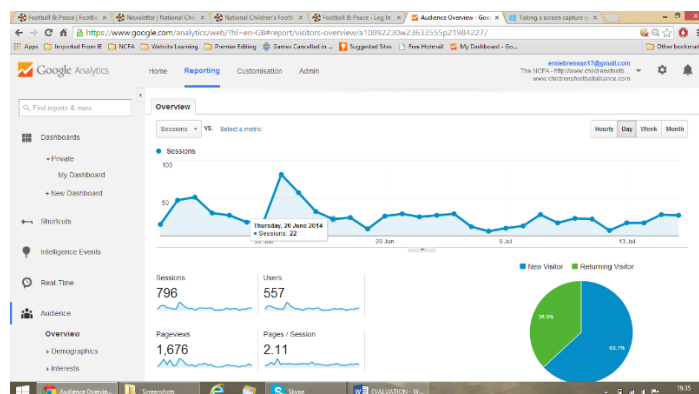 Football & Peace | Footb
Newsletter | National Chi
National Children's Footb
Football & Peace › Log In
Audience Overview - Goo
Taking a screen capture
https://www.google.com/analytics/web/?hl=en-GB#report/visitors-overview/a10892230w23633555p21984227/
Apps
Imported From IE
NCFA
Website Learning
Premier Editing
Games Cancelled in ...
Suggested Sites
Free Hotmail
My Dashboard - Go...
Other bookmar
Google Analytics
Home
Reporting
Customisation
Admin
erniebrennan17@gmail.com
The NCFA - http://www.childrensfootb...
www.childrensfootballalliance.com
Find reports & more
Dashboards
Private
My Dashboard
+ New Dashboard
Shortcuts
Intelligence Events
Real-Time
Audience
Overview
Demographics
Interests
Overview
Sessions
VS.
Select a metric
Hourly
Day
Week
Month
Sessions
100
50
Thursday, 26 June 2014
Sessions: 22
29 Jun
13 Jul
New Visitor
Returning Visitor
Sessions
796
Users
557
Pageviews
1,676
Pages / Session
2.11
63.1%
Audience Overvie...
Screenshots
Skype
EVALUATION - W...
19:35